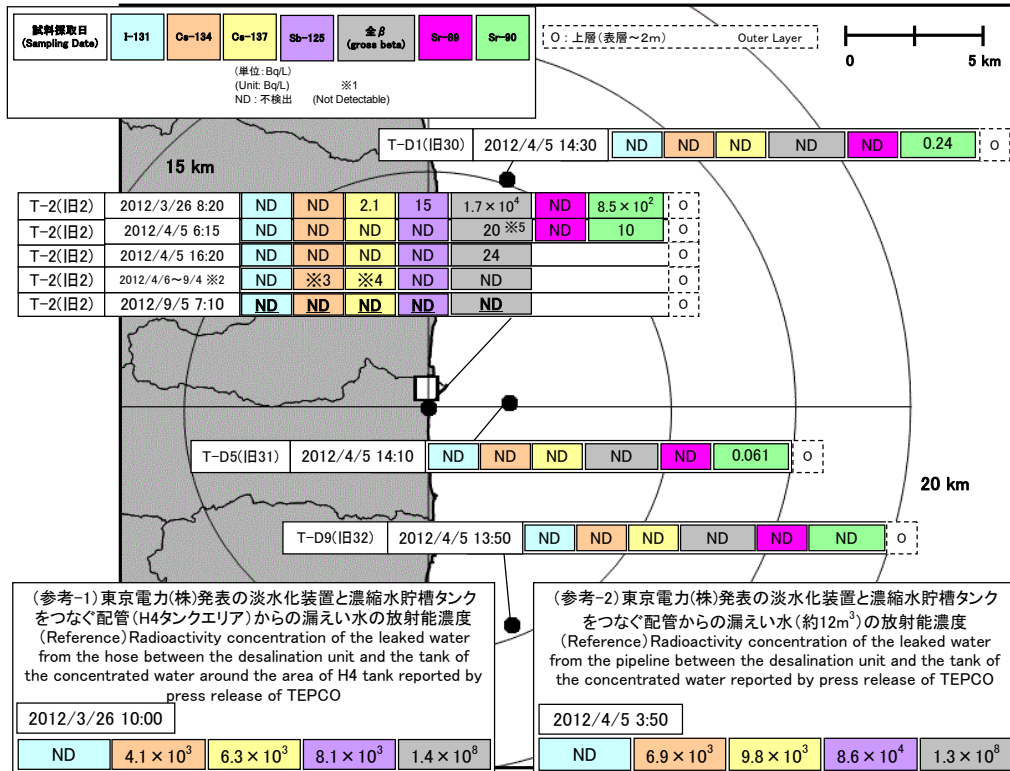 試料採取日
(Sampling Date)
I-131
Cs-134
Cs-137
Sb-125
全β
(gross beta)
Sr-89
Sr-90
(単位:Bq/L)
(Unit: Bq/L) ※1
ND : 不検出 (Not Detectable)
O : 上層(表層～2m) Outer Layer
0 5 km
15 km
T-D1(旧30) 2012/4/5 14:30 ND ND ND ND ND 0.24 O
T-2(旧2) 2012/3/26 8:20 ND ND 2.1 15 1.7×10⁴ ND 8.5×10² O
T-2(旧2) 2012/4/5 6:15 ND ND ND ND 20 ※5 ND 10 O
T-2(旧2) 2012/4/5 16:20 ND ND ND ND 24 O
T-2(旧2) 2012/4/6～9/4 ※2 ND ※3 ※4 ND ND O
T-2(旧2) 2012/9/5 7:10 ND ND ND ND ND O
T-D5(旧31) 2012/4/5 14:10 ND ND ND ND ND 0.061 O
20 km
T-D9(旧32) 2012/4/5 13:50 ND ND ND ND ND ND O
(参考-1)東京電力(株)発表の淡水化装置と濃縮水貯槽タンク
をつなぐ配管(H4タンクエリア)からの漏えい水の放射能濃度
(Reference)Radioactivity concentration of the leaked water
from the hose between the desalination unit and the tank of
the concentrated water around the area of H4 tank reported by
press release of TEPCO
2012/3/26 10:00
ND 4.1×10³ 6.3×10³ 8.1×10³ 1.4×10⁸
(参考-2)東京電力(株)発表の淡水化装置と濃縮水貯槽タンク
をつなぐ配管からの漏えい水(約12m³)の放射能濃度
(Reference)Radioactivity concentration of the leaked water
from the pipeline between the desalination unit and the tank of
the concentrated water reported by press release of TEPCO
2012/4/5 3:50
ND 6.9×10³ 9.8×10³ 8.6×10⁴ 1.3×10⁸